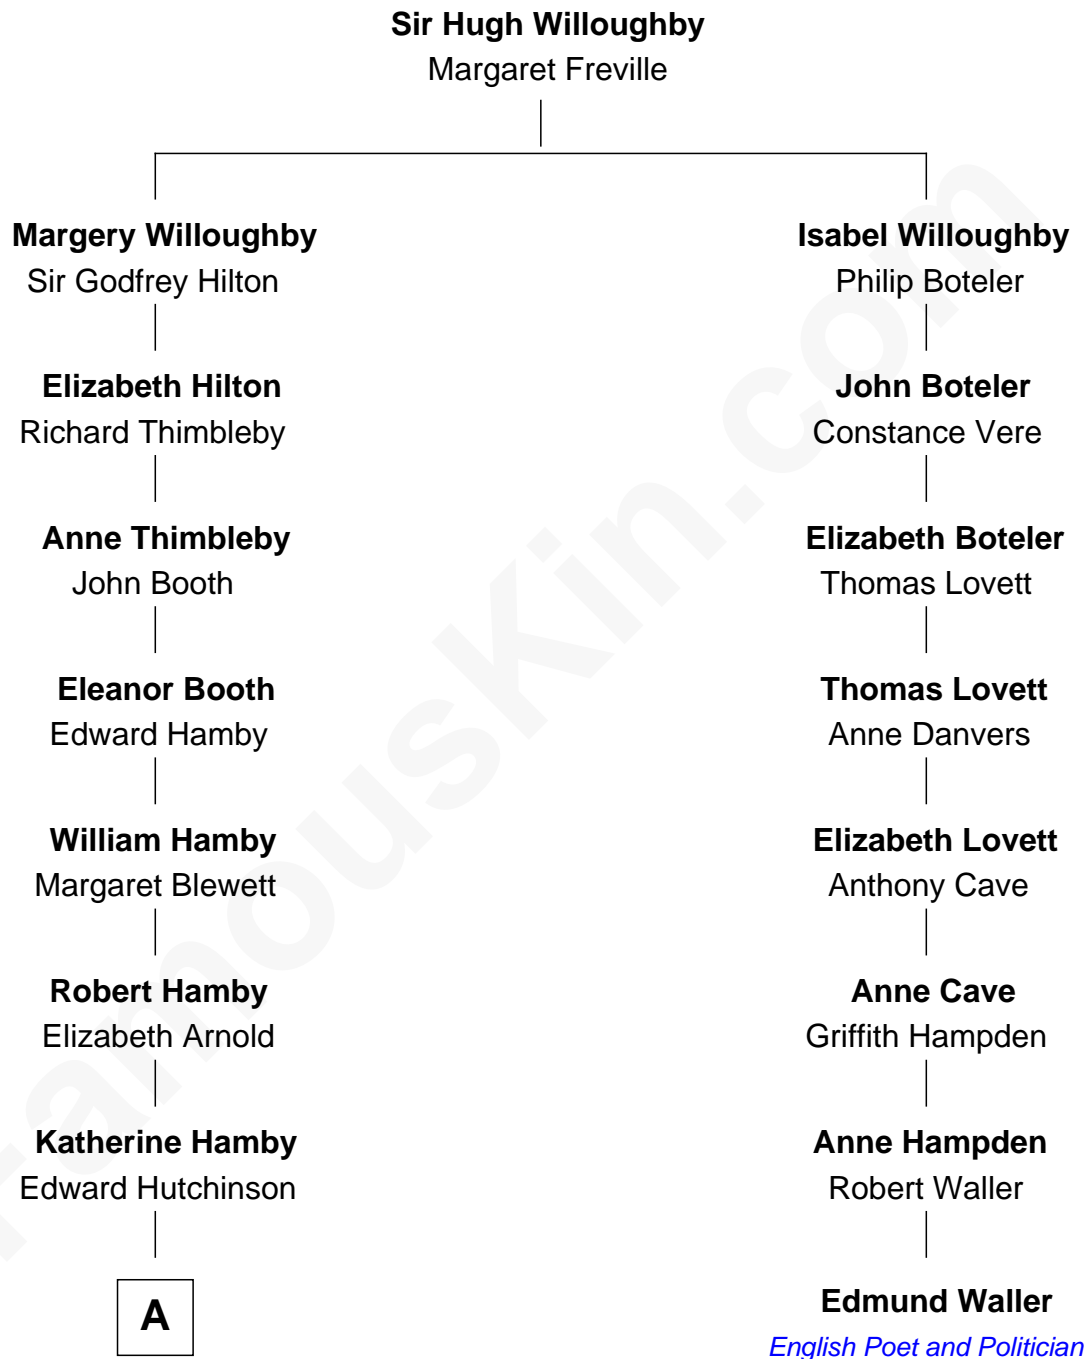 Sir Hugh Willoughby
Margaret Freville
Margery Willoughby
Sir Godfrey Hilton
Isabel Willoughby
Philip Boteler
Elizabeth Hilton
Richard Thimbleby
John Boteler
Constance Vere
Anne Thimbleby
John Booth
Elizabeth Boteler
Thomas Lovett
Eleanor Booth
Edward Hamby
Thomas Lovett
Anne Danvers
William Hamby
Margaret Blewett
Elizabeth Lovett
Anthony Cave
Robert Hamby
Elizabeth Arnold
Anne Cave
Griffith Hampden
Katherine Hamby
Edward Hutchinson
Anne Hampden
Robert Waller
A
Edmund Waller
English Poet and Politician
FamousKin.com